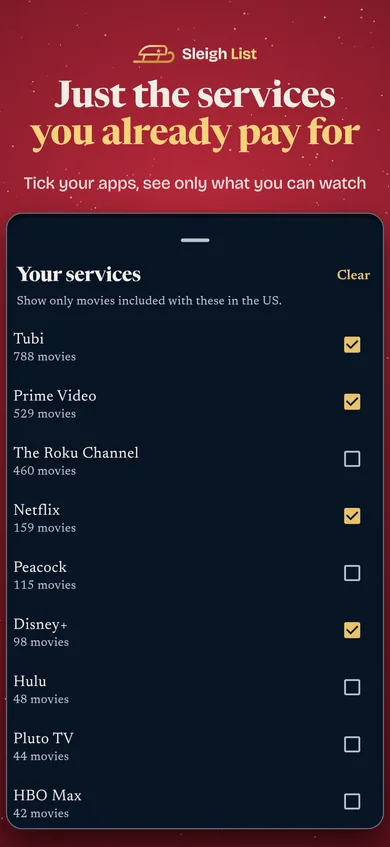 Sleigh List
Just the services
you already pay for
Tick your apps, see only what you can watch
Your services
Clear
Show only movies included with these in the US.
Tubi
788 movies
Prime Video
529 movies
The Roku Channel
460 movies
Netflix
159 movies
Peacock
115 movies
Disney+
98 movies
Hulu
48 movies
Pluto TV
44 movies
HBO Max
42 movies